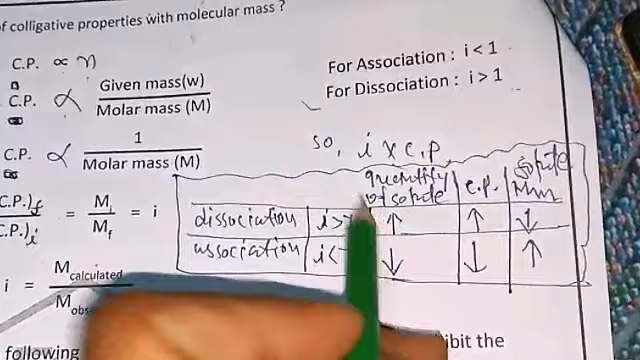 of colligative properties with molecular mass ?
C.P. ∝ n
C.P. ∝ Given mass(w)
Molar mass (M)
C.P. ∝ 1
Molar mass (M)
C.P.)f
C.P.)i
= Mi
Mf
= i
i = Mcalculated
Mobs
following
For Association : i < 1
For Dissociation : i > 1
so, i ∝ C.P.
quantity of solute C.P. solute Mm
dissociation i > ↑ ↑ ↓
association i < ↓ ↓ ↑
ibit the